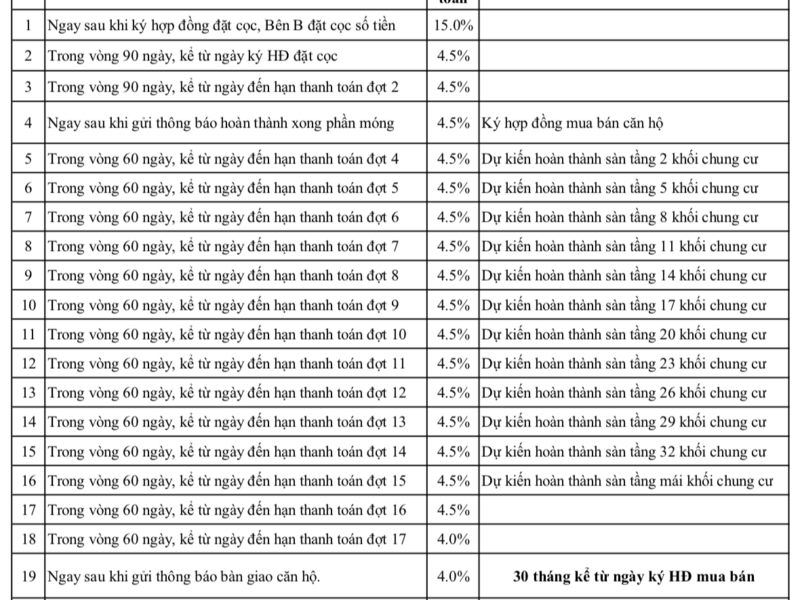 toán
1 Ngay sau khi ký hợp đồng đặt cọc, Bên B đặt cọc số tiền 15.0%
2 Trong vòng 90 ngày, kể từ ngày ký HĐ đặt cọc 4.5%
3 Trong vòng 90 ngày, kể từ ngày đến hạn thanh toán đợt 2 4.5%
4 Ngay sau khi gửi thông báo hoàn thành xong phần móng 4.5% Ký hợp đồng mua bán căn hộ
5 Trong vòng 60 ngày, kể từ ngày đến hạn thanh toán đợt 4 4.5% Dự kiến hoàn thành sàn tầng 2 khối chung cư
6 Trong vòng 60 ngày, kể từ ngày đến hạn thanh toán đợt 5 4.5% Dự kiến hoàn thành sàn tầng 5 khối chung cư
7 Trong vòng 60 ngày, kể từ ngày đến hạn thanh toán đợt 6 4.5% Dự kiến hoàn thành sàn tầng 8 khối chung cư
8 Trong vòng 60 ngày, kể từ ngày đến hạn thanh toán đợt 7 4.5% Dự kiến hoàn thành sàn tầng 11 khối chung cư
9 Trong vòng 60 ngày, kể từ ngày đến hạn thanh toán đợt 8 4.5% Dự kiến hoàn thành sàn tầng 14 khối chung cư
10 Trong vòng 60 ngày, kể từ ngày đến hạn thanh toán đợt 9 4.5% Dự kiến hoàn thành sàn tầng 17 khối chung cư
11 Trong vòng 60 ngày, kể từ ngày đến hạn thanh toán đợt 10 4.5% Dự kiến hoàn thành sàn tầng 20 khối chung cư
12 Trong vòng 60 ngày, kể từ ngày đến hạn thanh toán đợt 11 4.5% Dự kiến hoàn thành sàn tầng 23 khối chung cư
13 Trong vòng 60 ngày, kể từ ngày đến hạn thanh toán đợt 12 4.5% Dự kiến hoàn thành sàn tầng 26 khối chung cư
14 Trong vòng 60 ngày, kể từ ngày đến hạn thanh toán đợt 13 4.5% Dự kiến hoàn thành sàn tầng 29 khối chung cư
15 Trong vòng 60 ngày, kể từ ngày đến hạn thanh toán đợt 14 4.5% Dự kiến hoàn thành sàn tầng 32 khối chung cư
16 Trong vòng 60 ngày, kể từ ngày đến hạn thanh toán đợt 15 4.5% Dự kiến hoàn thành sàn tầng mái khối chung cư
17 Trong vòng 60 ngày, kể từ ngày đến hạn thanh toán đợt 16 4.5%
18 Trong vòng 60 ngày, kể từ ngày đến hạn thanh toán đợt 17 4.0%
19 Ngay sau khi gửi thông báo bàn giao căn hộ. 4.0% 30 tháng kể từ ngày ký HĐ mua bán